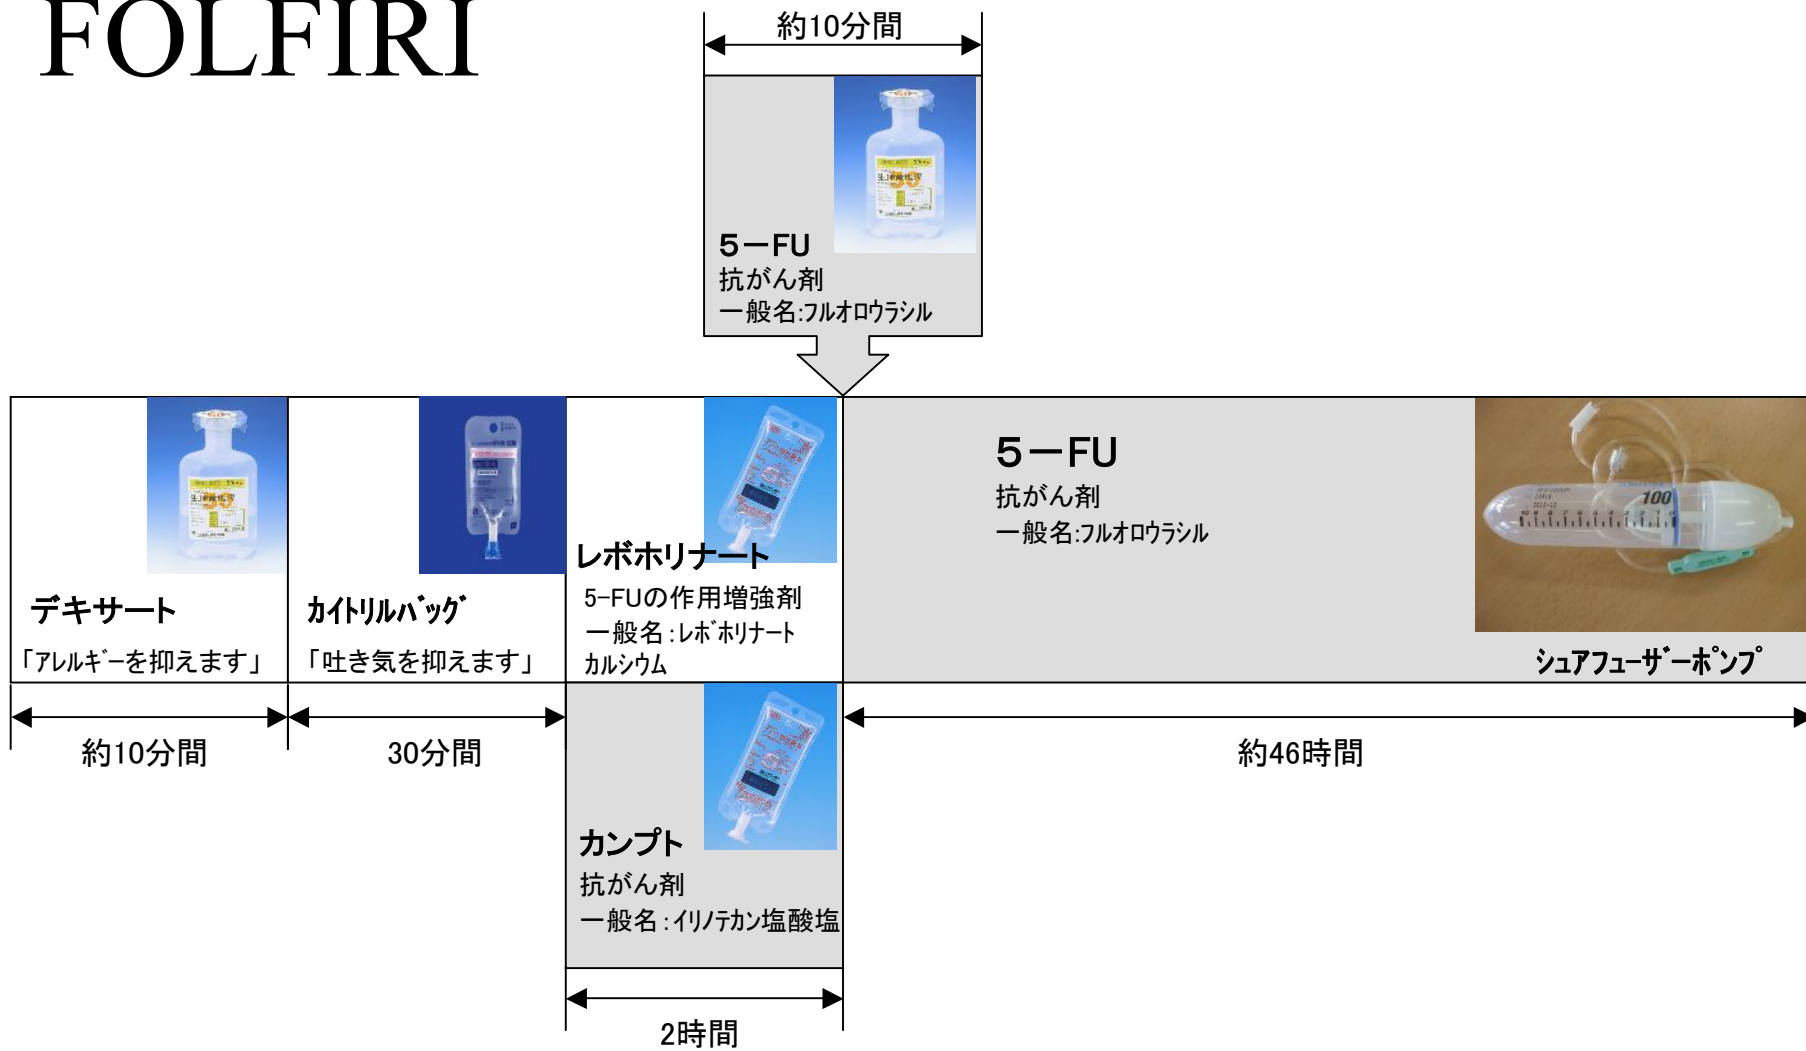 FOLFIRI
約10分間
5-FU
抗がん剤
一般名:フルオロウラシル
デキサート
「アレルギーを抑えます」
カイトリルバッグ
「吐き気を抑えます」
レボホリナート
5-FUの作用増強剤
一般名:レボホリナート
カルシウム
5-FU
抗がん剤
一般名:フルオロウラシル
100
シュアフューザーポンプ
約10分間
30分間
約46時間
カンプト
抗がん剤
一般名:イリノテカン塩酸塩
2時間